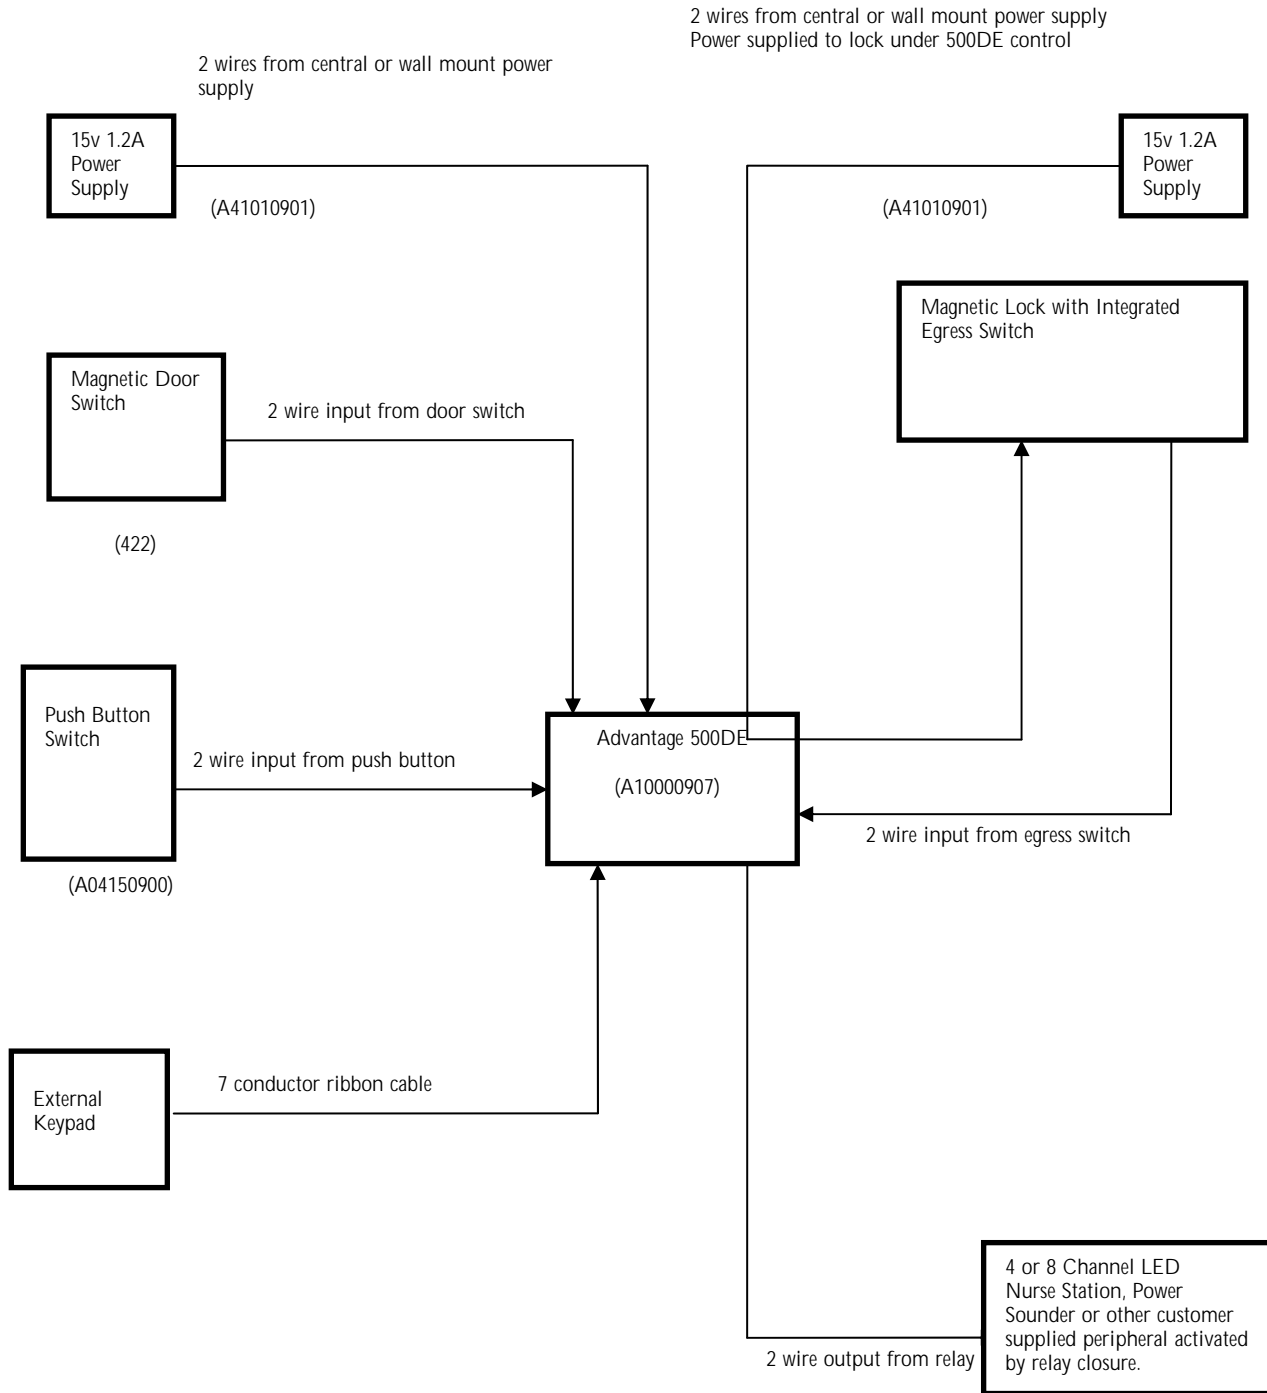 2 wires from central or wall mount power supply
Power supplied to lock under 500DE control
2 wires from central or wall mount power
supply
15v 1.2A
Power
Supply
(A41010901)
15v 1.2A
Power
Supply
(A41010901)
Magnetic Lock with Integrated
Egress Switch
Magnetic Door
Switch
2 wire input from door switch
(422)
Push Button
Switch
2 wire input from push button
(A04150900)
Advantage 500DE
(A10000907)
2 wire input from egress switch
External
Keypad
7 conductor ribbon cable
4 or 8 Channel LED
Nurse Station, Power
Sounder or other customer
supplied peripheral activated
by relay closure.
2 wire output from relay